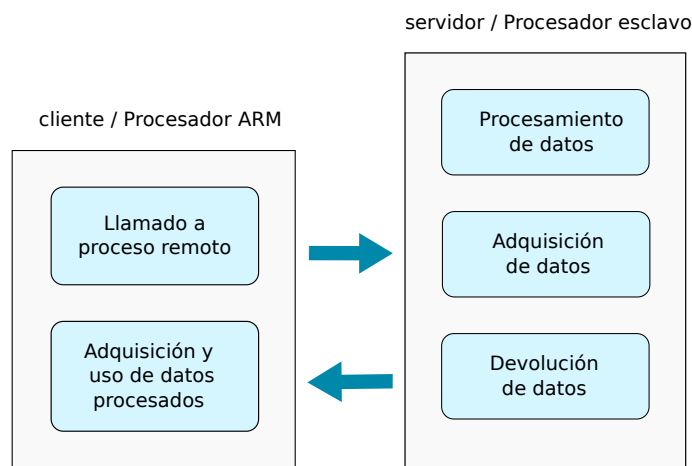 servidor / Procesador esclavo
cliente / Procesador ARM
Llamado a
proceso remoto
Adquisición y
uso de datos
procesados
Procesamiento
de datos
Adquisición
de datos
Devolución
de datos